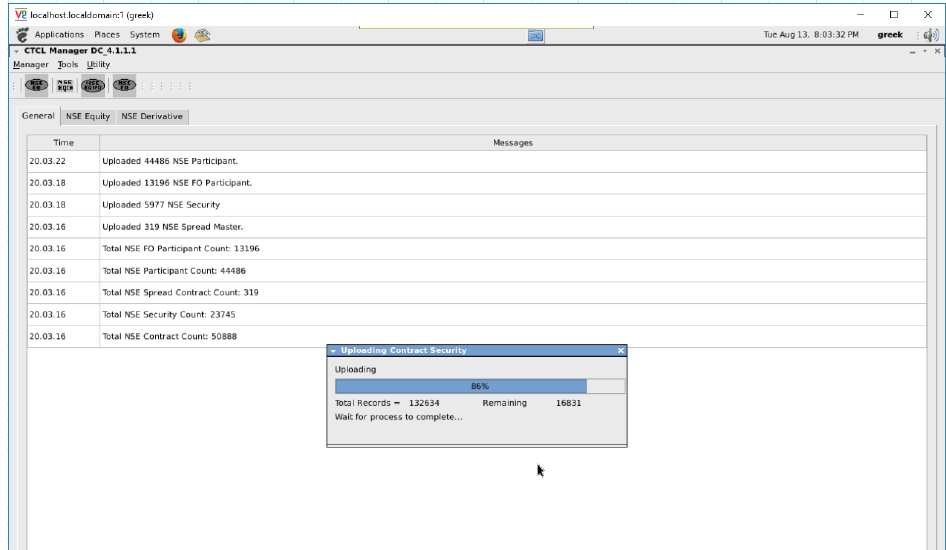 localhost.localdomain:1 (greek)
Applications Places System Tue Aug 13, 8:03:32 PM greek
CTCL Manager DC_4.1.1.1
Manager Tools Utility
General NSE Equity NSE Derivative
Time Messages
20.03.22 Uploaded 44486 NSE Participant.
20.03.18 Uploaded 13196 NSE FO Participant.
20.03.18 Uploaded 5977 NSE Security
20.03.16 Uploaded 319 NSE Spread Master.
20.03.16 Total NSE FO Participant Count: 13196
20.03.16 Total NSE Participant Count: 44486
20.03.16 Total NSE Spread Contract Count: 319
20.03.16 Total NSE Security Count: 23745
20.03.16 Total NSE Contract Count: 50888
Uploading Contract Security
Uploading
86%
Total Records = 132634 Remaining 16831
Wait for process to complete...